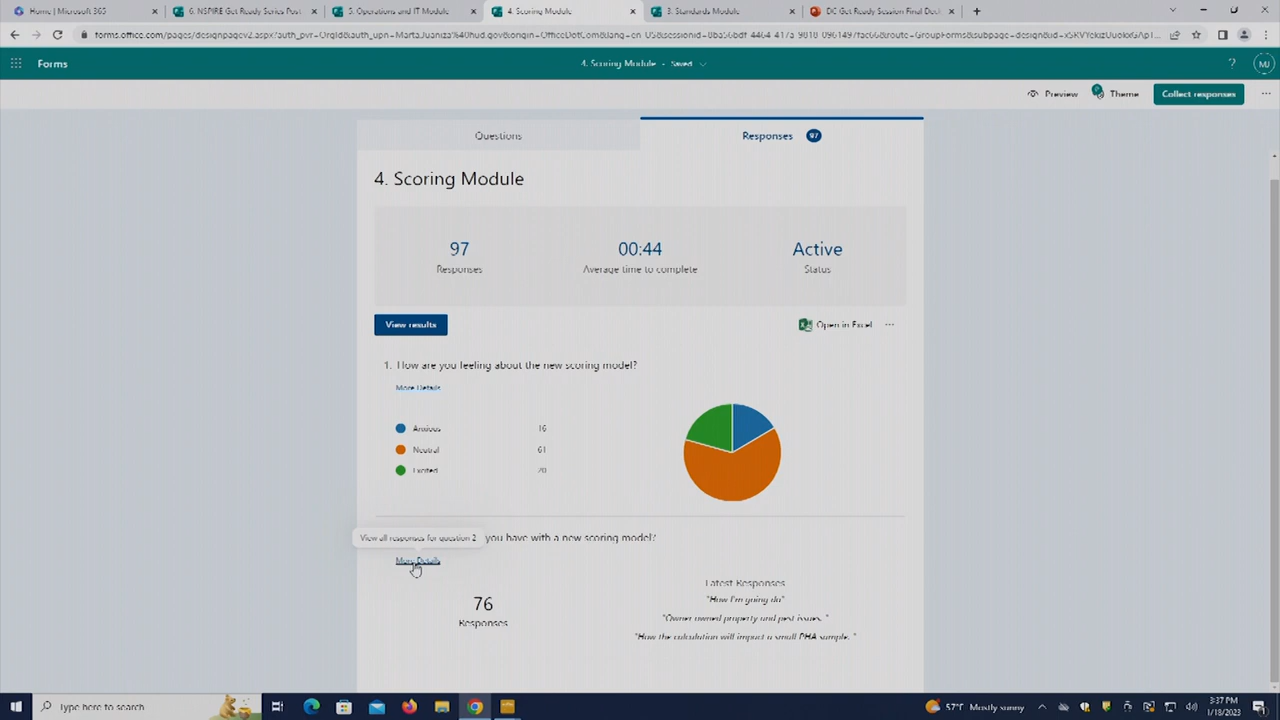 Home | Microsoft 365
6. NSPIRE Get Ready Series Post-
5. Operations and IT Module
4. Scoring Module
3. Standards Module
DC Get Ready Session Final Deck
Forms
4. Scoring Module - Saved
? MJ
Preview
Theme
Collect responses
Questions
Responses 97
4. Scoring Module
97
Responses
00:44
Average time to complete
Active
Status
View results
Open in Excel
1. How are you feeling about the new scoring model?
More Details
Anxious 16
Neutral 61
Excited 20
View all responses for question 2
you have with a new scoring model?
More Details
76
Responses
Latest Responses
"How I'm going do"
"Owner owned property and pest issues. "
"How the calculation will impact a small PHA sample. "
Type here to search
57°F Mostly sunny
3:37 PM
1/18/2023